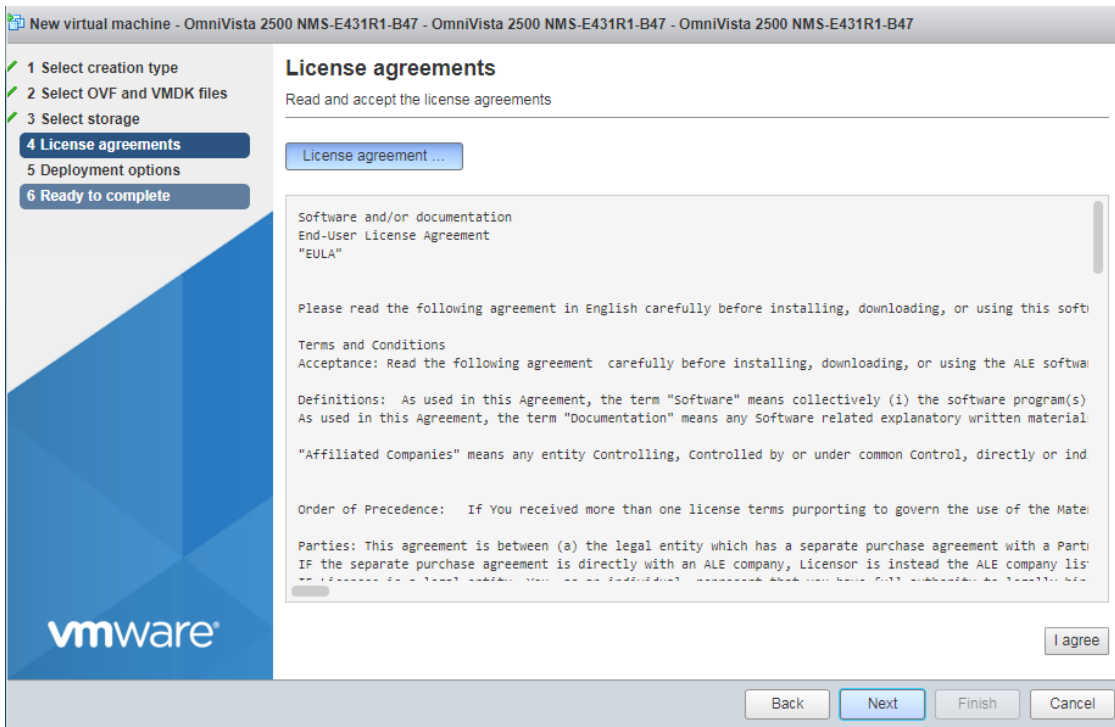 New virtual machine - OmniVista 2500 NMS-E431R1-B47 - OmniVista 2500 NMS-E431R1-B47 - OmniVista 2500 NMS-E431R1-B47
1 Select creation type
2 Select OVF and VMDK files
3 Select storage
4 License agreements
5 Deployment options
6 Ready to complete
License agreements
Read and accept the license agreements
License agreement ...
Software and/or documentation
End-User License Agreement
"EULA"
Please read the following agreement in English carefully before installing, downloading, or using this
Terms and Conditions
Acceptance: Read the following agreement  carefully before installing, downloading, or using the ALE
Definitions:  As used in this Agreement, the term "Software" means collectively (i) the software program(s)
As used in this Agreement, the term "Documentation" means any Software related explanatory written
"Affiliated Companies" means any entity Controlling, Controlled by or under common Control, directly or
Order of Precedence:   If You received more than one license terms purporting to govern the use of the
Parties: This agreement is between (a) the legal entity which has a separate purchase agreement with a
IF the separate purchase agreement is directly with an ALE company, Licensor is instead the ALE company
vmware®
I agree
Back
Next
Finish
Cancel